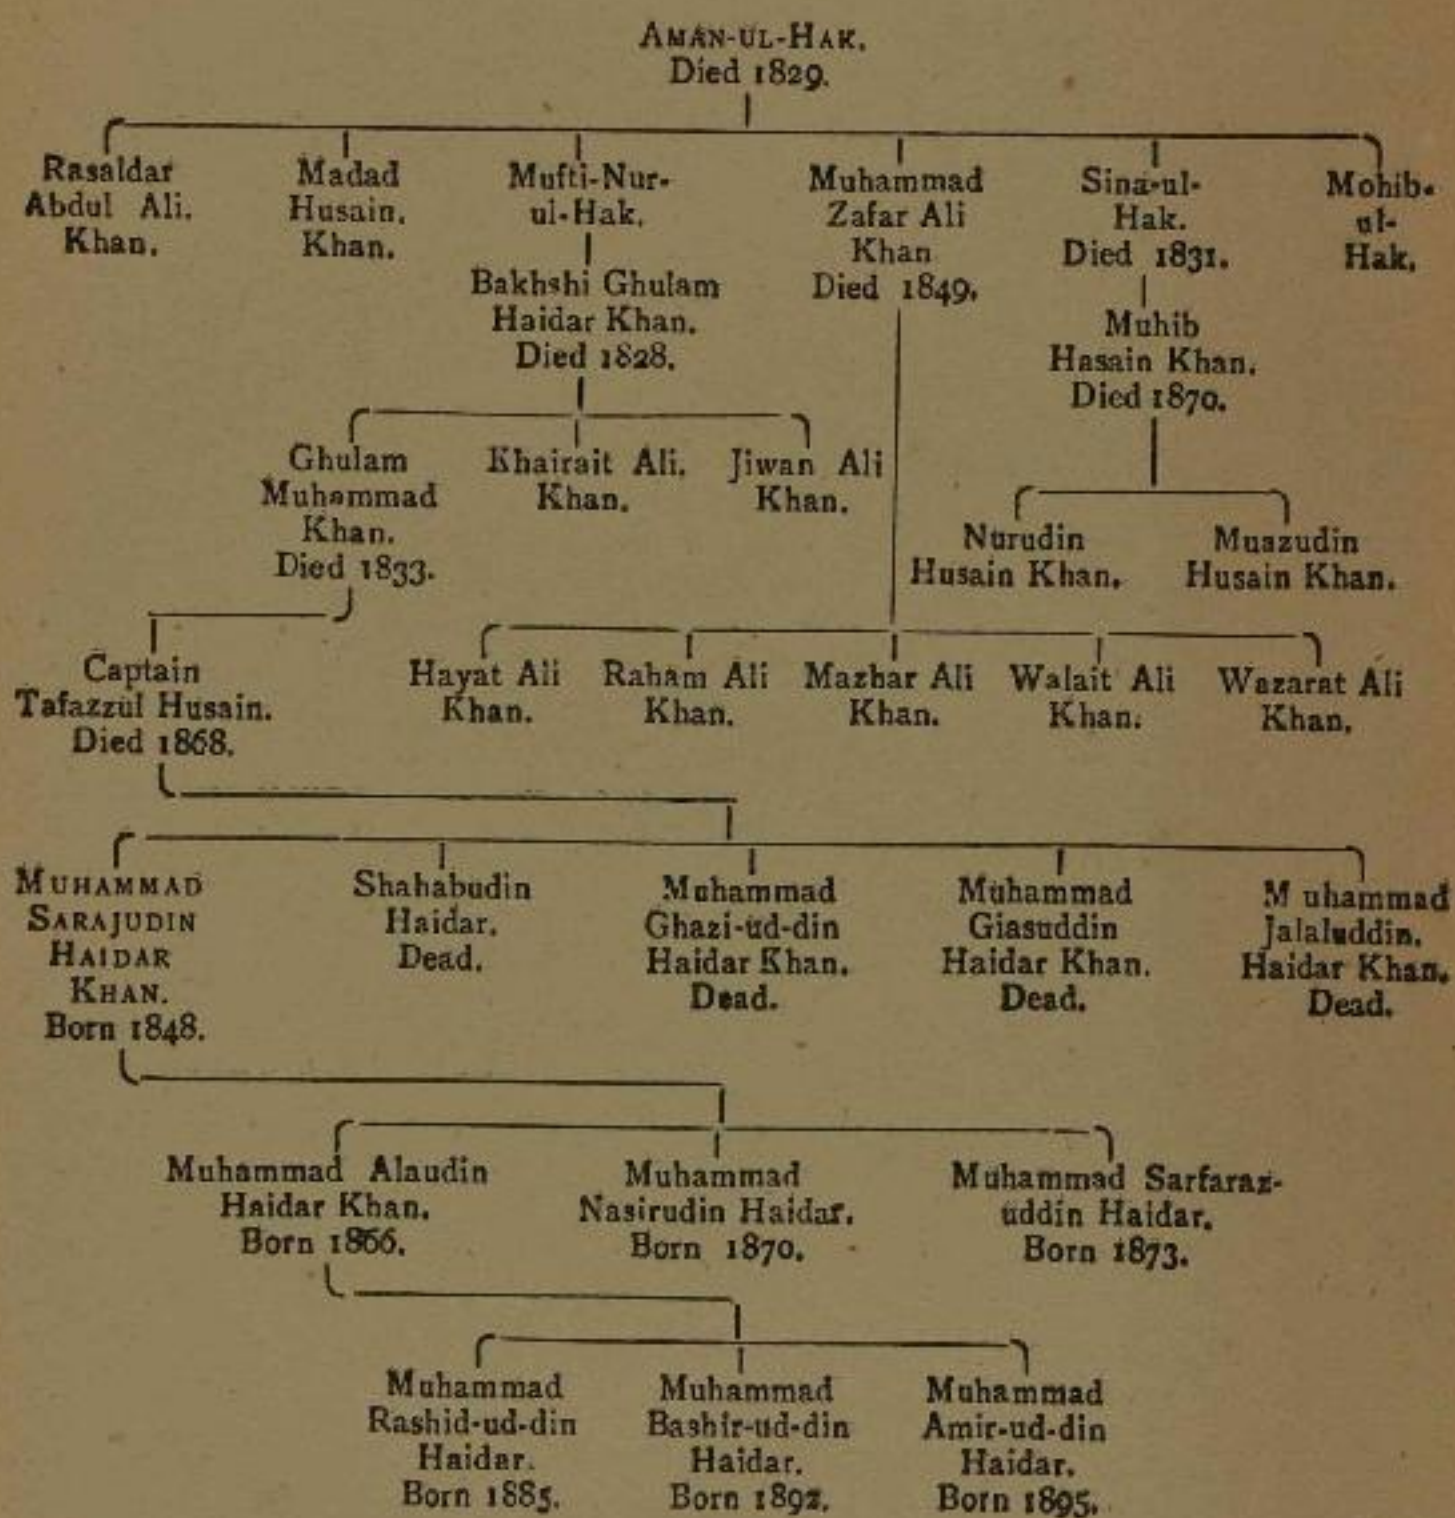 AMAN-UL-HAK.
Died 1829.
Rasaldar
Abdul Ali.
Khan.
Madad
Husain.
Khan.
Mufti-Nur-
ul-Hak.
Muhammad
Zafar Ali
Khan
Died 1849.
Sina-ul-
Hak.
Died 1831.
Mohib-
ul-
Hak.
Bakhshi Ghulam
Haidar Khan.
Died 1828.
Muhib
Hasain Khan.
Died 1870.
Ghulam
Muhammad
Khan.
Died 1833.
Khairait Ali.
Khan.
Jiwan Ali
Khan.
Nurudin
Husain Khan.
Muazudin
Husain Khan.
Captain
Tafazzul Husain.
Died 1868.
Hayat Ali
Khan.
Raham Ali
Khan.
Mazhar Ali
Khan.
Walait Ali
Khan.
Wazarat Ali
Khan.
MUHAMMAD
SARAJUDIN
HAIDAR
KHAN.
Born 1848.
Shahabudin
Haidar.
Dead.
Muhammad
Ghazi-ud-din
Haidar Khan.
Dead.
Muhammad
Giasuddin
Haidar Khan.
Dead.
Muhammad
Jalaluddin.
Haidar Khan.
Dead.
Muhammad Alaudin
Haidar Khan.
Born 1866.
Muhammad
Nasirudin Haidar.
Born 1870.
Muhammad Sarfaraz-
uddin Haidar.
Born 1873.
Muhammad
Rashid-ud-din
Haidar.
Born 1885.
Muhammad
Bashir-ud-din
Haidar.
Born 1892.
Muhammad
Amir-ud-din
Haidar.
Born 1895.